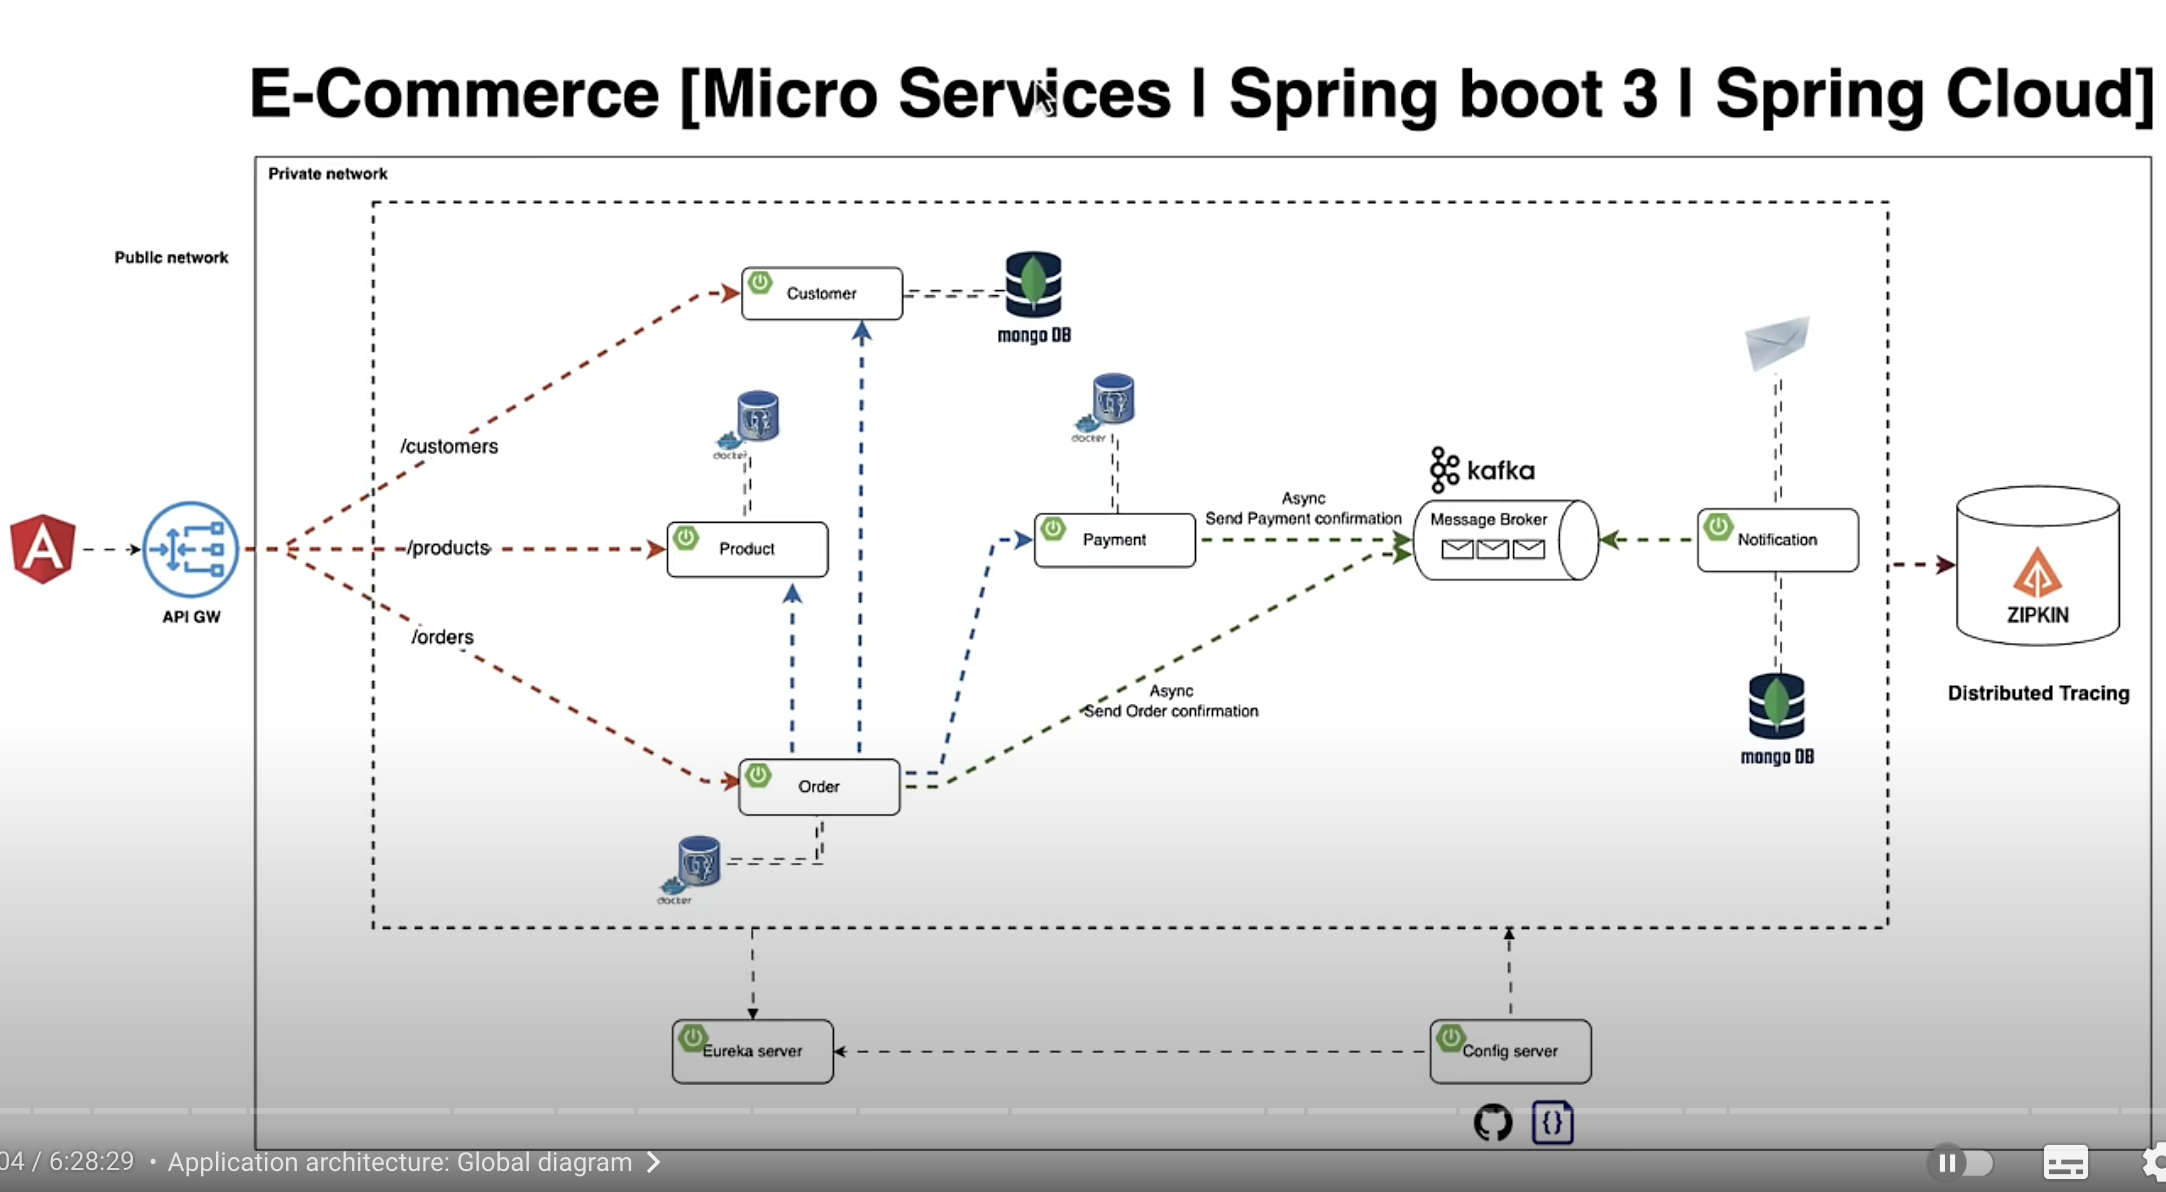 E-Commerce [Micro Services | Spring boot 3 | Spring Cloud]
Private network
Public network
Customer
mongo DB
docker
docker
/customers
kafka
Async
Send Payment confirmation
Message Broker
/products
Product
Payment
Notification
API GW
ZIPKIN
/orders
Distributed Tracing
Async
Send Order confirmation
mongo DB
Order
docker
Eureka server
Config server
{}
04 / 6:28:29 • Application architecture: Global diagram